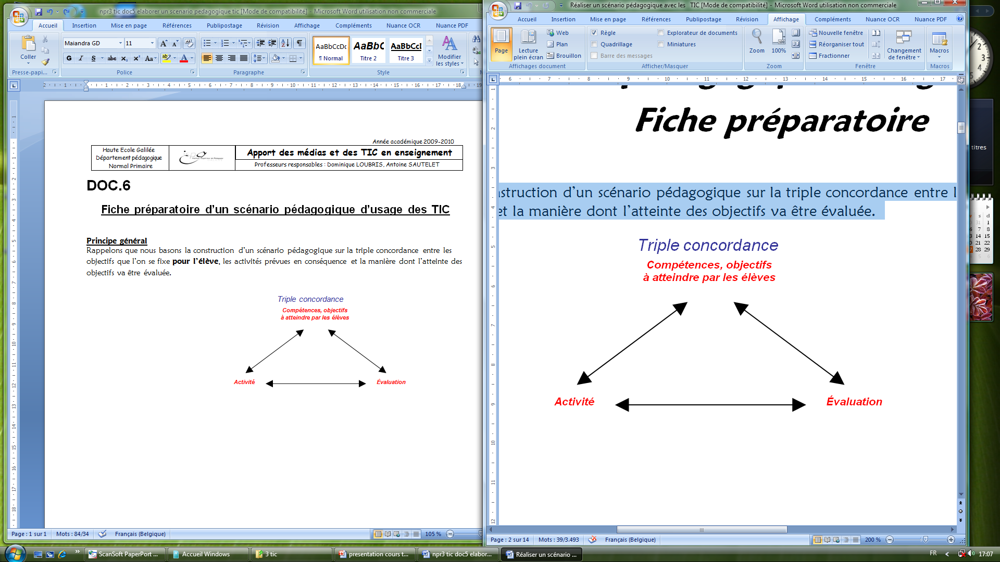 npr3 tic doc5 elaborer un scenario pedagogique tic [Mode de compatibilité] - Microsoft Word utilisation non commerciale
Accueil Insertion Mise en page Références Publipostage Révision Affichage Compléments Nuance OCR Nuance PDF
Maiandra GD 11
AaBbCcDc AaBbC AaBbCcI
Coller
G I S abc x₂ x² Aa
¶ Normal Titre 2 Titre 3
Modifier les styles
Presse-papi... Police Paragraphe Style
Année académique 2009-2010
Haute Ecole Galilée
Département pédagogique
Normal Primaire
Apport des médias et des TIC en enseignement
Professeurs responsables : Dominique LOUBRIS, Antoine SAUTELET
DOC.6
Fiche préparatoire d’un scénario pédagogique d’usage des TIC
Principe général
Rappelons que nous basons la construction d’un scénario pédagogique sur la triple concordance entre les
objectifs que l’on se fixe pour l’élève, les activités prévues en conséquence et la manière dont l’atteinte des
objectifs va être évaluée.
Triple concordance
Compétences, objectifs
à atteindre par les élèves
Activité Évaluation
Page : 1 sur 1 Mots : 84/34 Français (Belgique) 105 %
Réaliser un scénario pédagogique avec les TIC [Mode de compatibilité] - Microsoft Word utilisation non commerciale
Accueil Insertion Mise en page Références Publipostage Révision Affichage Compléments Nuance OCR Nuance PDF
Page
Lecture plein écran
Web
Plan
Brouillon
Règle
Quadrillage
Barre des messages
Explorateur de documents
Miniatures
Zoom 100%
Nouvelle fenêtre
Réorganiser tout
Fractionner
Changement de fenêtre
Macros
Affichages document Afficher/Masquer Zoom Fenêtre Macros
Fiche préparatoire
nstruction d’un scénario pédagogique sur la triple concordance entre l
et la manière dont l’atteinte des objectifs va être évaluée.
Triple concordance
Compétences, objectifs
à atteindre par les élèves
Activité Évaluation
Page : 2 sur 14 Mots : 39/3.493 Français (Belgique) 200 %
titres
ScanSoft PaperPort ... Accueil Windows 3 tic presentation cours t... npr3 tic doc5 elabor... Réaliser un scénario ... FR 17:07